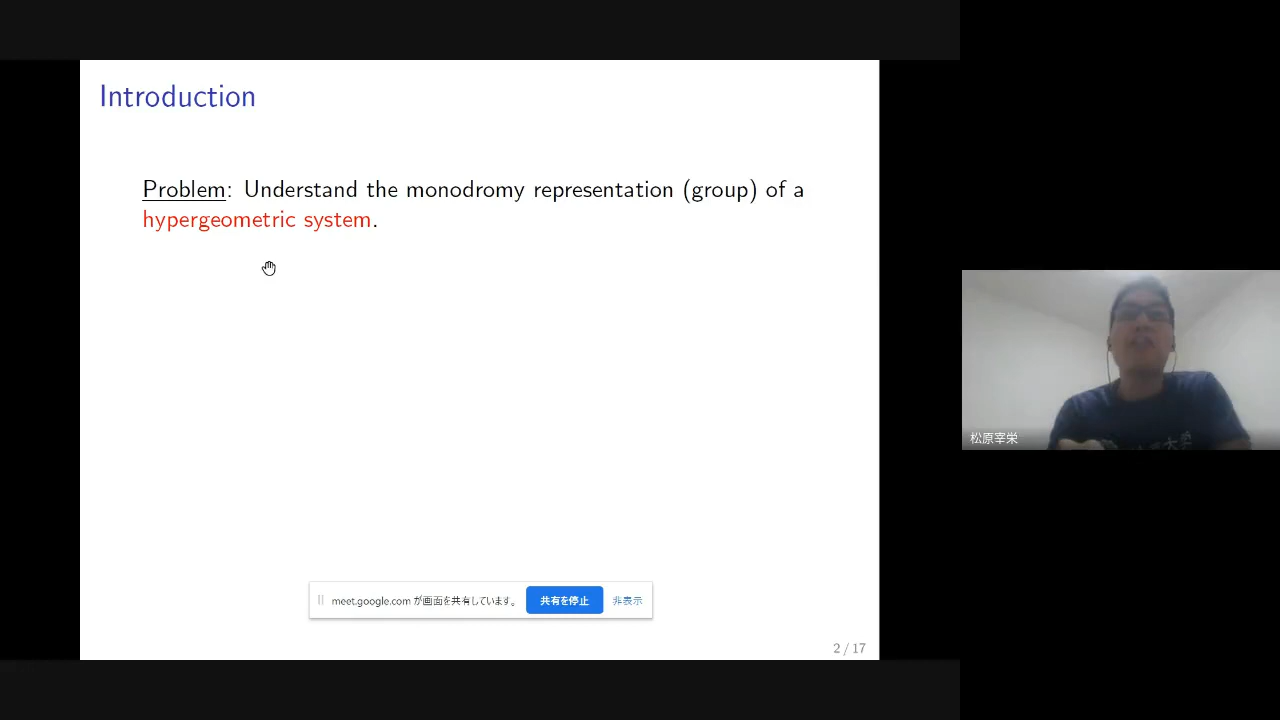 Introduction
Problem: Understand the monodromy representation (group) of a
hypergeometric system.
meet.google.com が画面を共有しています。 共有を停止 非表示
2 / 17
松原宰栄
大学